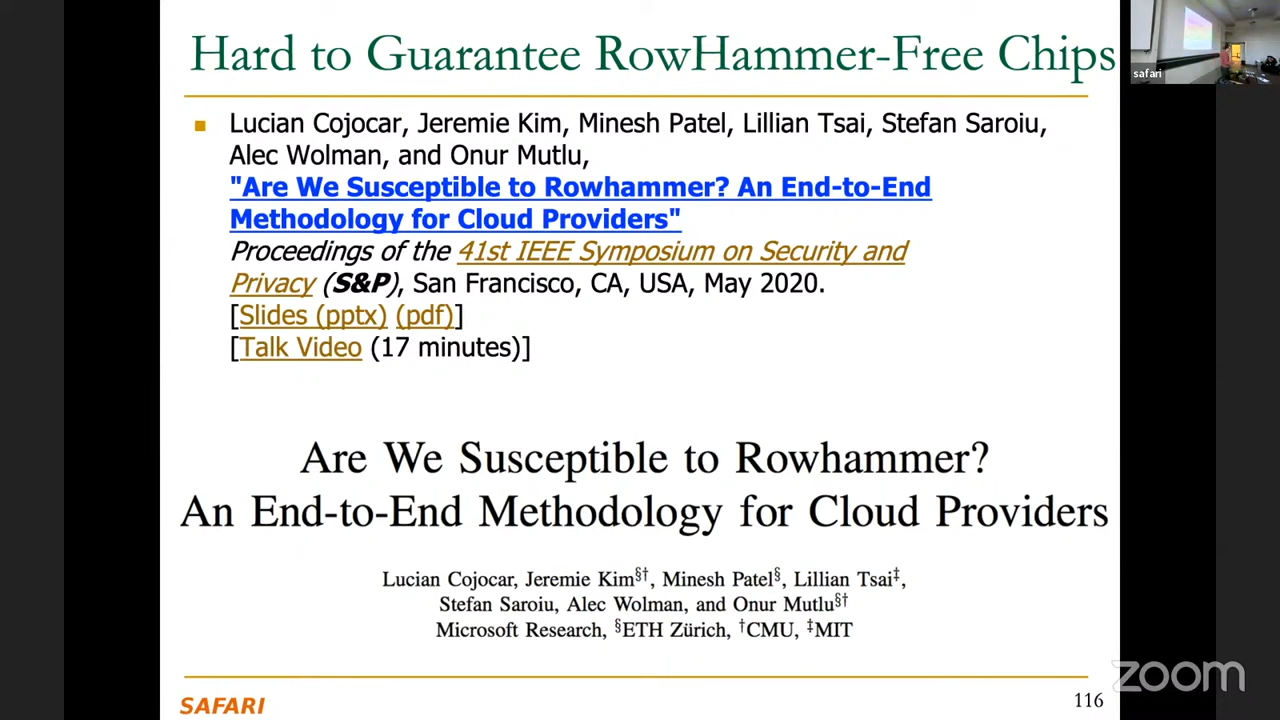 Hard to Guarantee RowHammer-Free Chips
safari
Lucian Cojocar, Jeremie Kim, Minesh Patel, Lillian Tsai, Stefan Saroiu,
Alec Wolman, and Onur Mutlu,
"Are We Susceptible to Rowhammer? An End-to-End
Methodology for Cloud Providers"
Proceedings of the 41st IEEE Symposium on Security and
Privacy (S&P), San Francisco, CA, USA, May 2020.
[Slides (pptx) (pdf)]
[Talk Video (17 minutes)]
Are We Susceptible to Rowhammer?
An End-to-End Methodology for Cloud Providers
Lucian Cojocar, Jeremie Kim§†, Minesh Patel§, Lillian Tsai‡,
Stefan Saroiu, Alec Wolman, and Onur Mutlu§†
Microsoft Research, §ETH Zürich, †CMU, ‡MIT
zoom
SAFARI
116